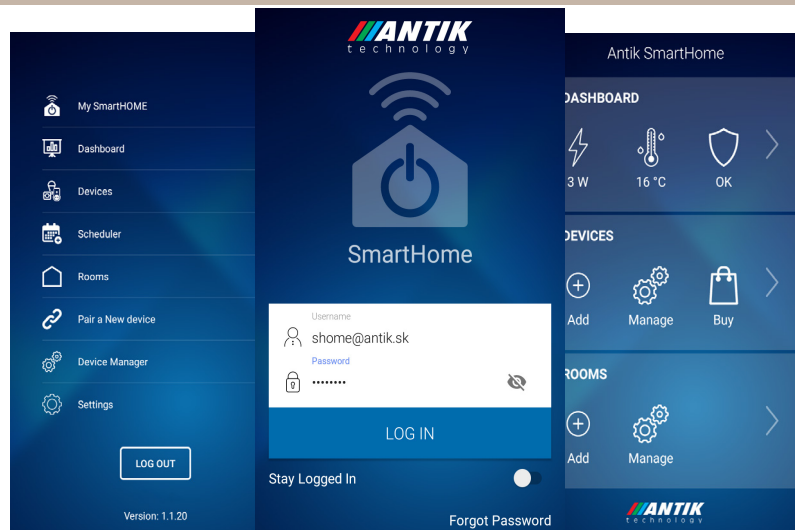 My SmartHOME
Dashboard
Devices
Scheduler
Rooms
Pair a New device
Device Manager
Settings
LOG OUT
Version: 1.1.20
ANTIK
technology
SmartHome
Username
shome@antik.sk
Password
••••••••
LOG IN
Stay Logged In
Forgot Password
Antik SmartHome
DASHBOARD
3 W 16 °C OK
DEVICES
Add Manage Buy
ROOMS
Add Manage
ANTIK
technology